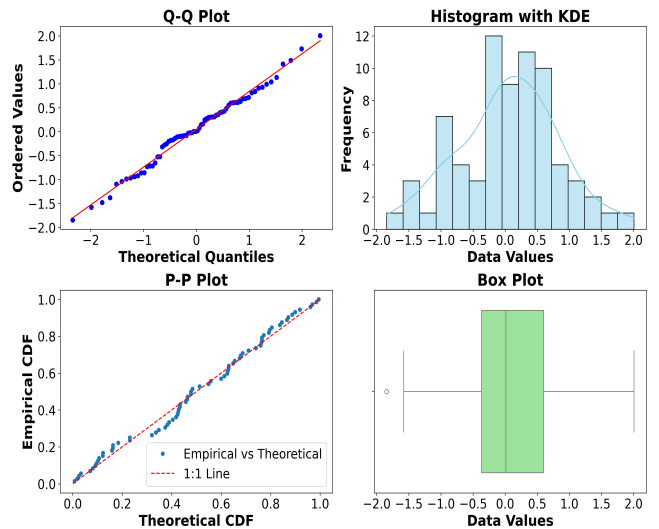 Q-Q Plot
Ordered Values
2.0
1.5
1.0
0.5
0.0
−0.5
−1.0
−1.5
−2.0
−2 −1 0 1 2
Theoretical Quantiles
Histogram with KDE
Frequency
12
10
8
6
4
2
0
−2.0 −1.5 −1.0 −0.5 0.0 0.5 1.0 1.5 2.0
Data Values
P-P Plot
Empirical CDF
1.0
0.8
0.6
0.4
0.2
0.0
Empirical vs Theoretical
1:1 Line
0.0 0.2 0.4 0.6 0.8 1.0
Theoretical CDF
Box Plot
−2.0 −1.5 −1.0 −0.5 0.0 0.5 1.0 1.5 2.0
Data Values